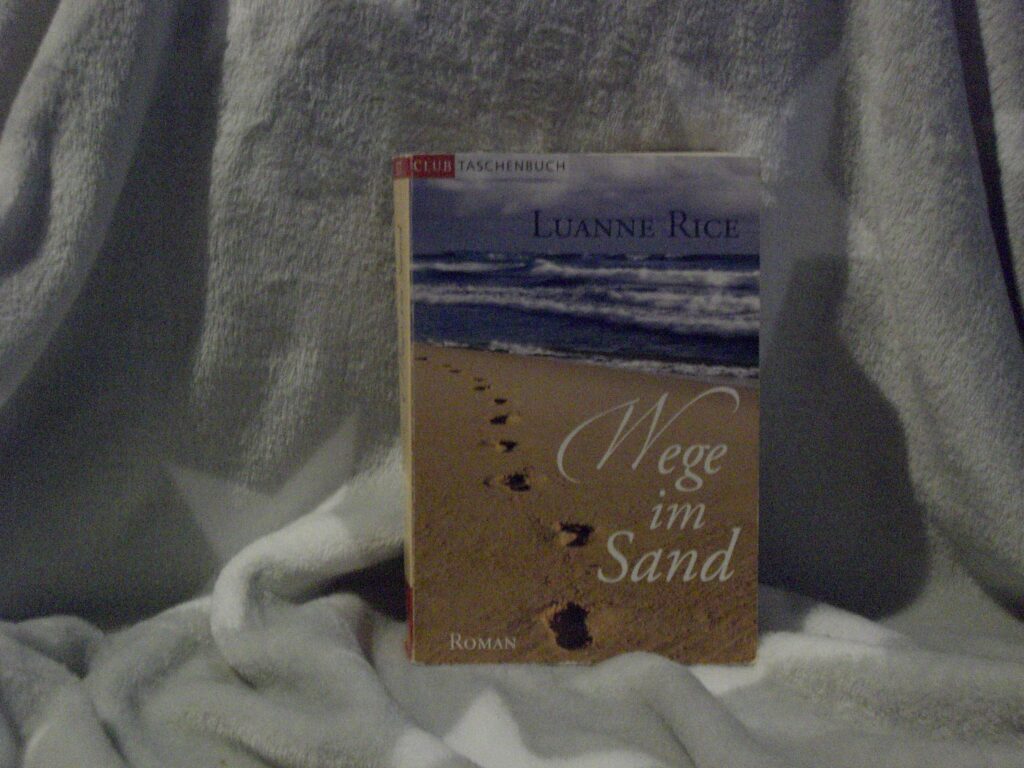 CLUB TASCHENBUCH
LUANNE RICE
Wege
im
Sand
ROMAN